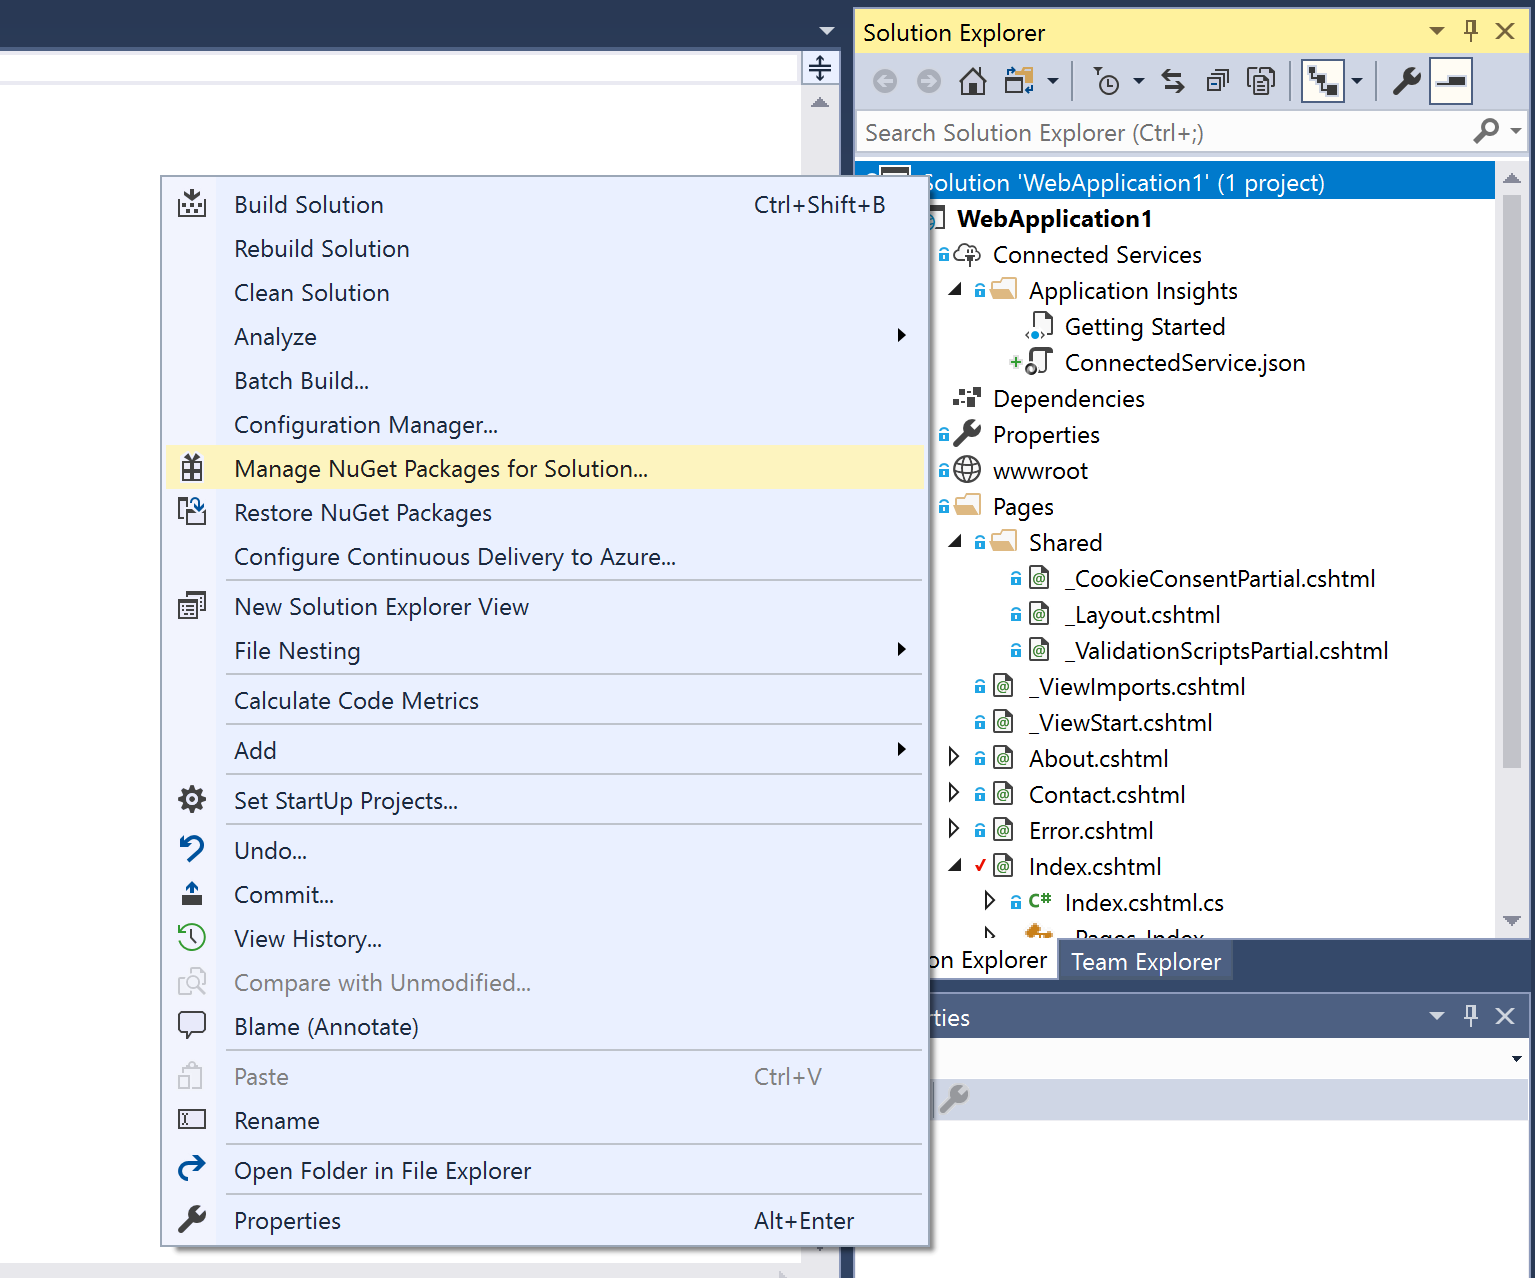 Solution Explorer
Search Solution Explorer (Ctrl+;)
Solution 'WebApplication1' (1 project)
WebApplication1
Connected Services
Application Insights
Getting Started
ConnectedService.json
Dependencies
Properties
wwwroot
Pages
Shared
_CookieConsentPartial.cshtml
_Layout.cshtml
_ValidationScriptsPartial.cshtml
_ViewImports.cshtml
_ViewStart.cshtml
About.cshtml
Contact.cshtml
Error.cshtml
Index.cshtml
C# Index.cshtml.cs
Pages_Index
on Explorer
Team Explorer
rties
Build Solution Ctrl+Shift+B
Rebuild Solution
Clean Solution
Analyze
Batch Build...
Configuration Manager...
Manage NuGet Packages for Solution...
Restore NuGet Packages
Configure Continuous Delivery to Azure...
New Solution Explorer View
File Nesting
Calculate Code Metrics
Add
Set StartUp Projects...
Undo...
Commit...
View History...
Compare with Unmodified...
Blame (Annotate)
Paste Ctrl+V
Rename
Open Folder in File Explorer
Properties Alt+Enter